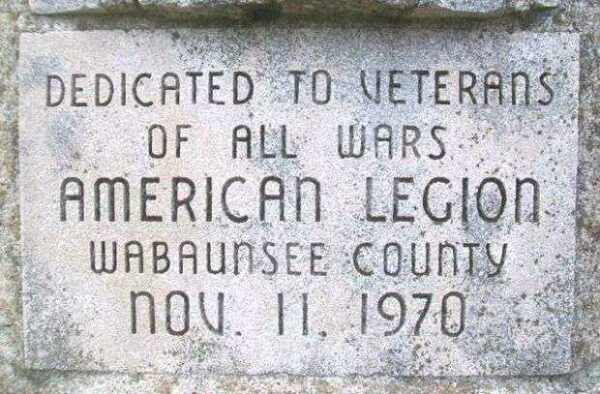 DEDICATED TO VETERANS
OF ALL WARS
AMERICAN LEGION
WABAUNSEE COUNTY
NOV. 11. 1970